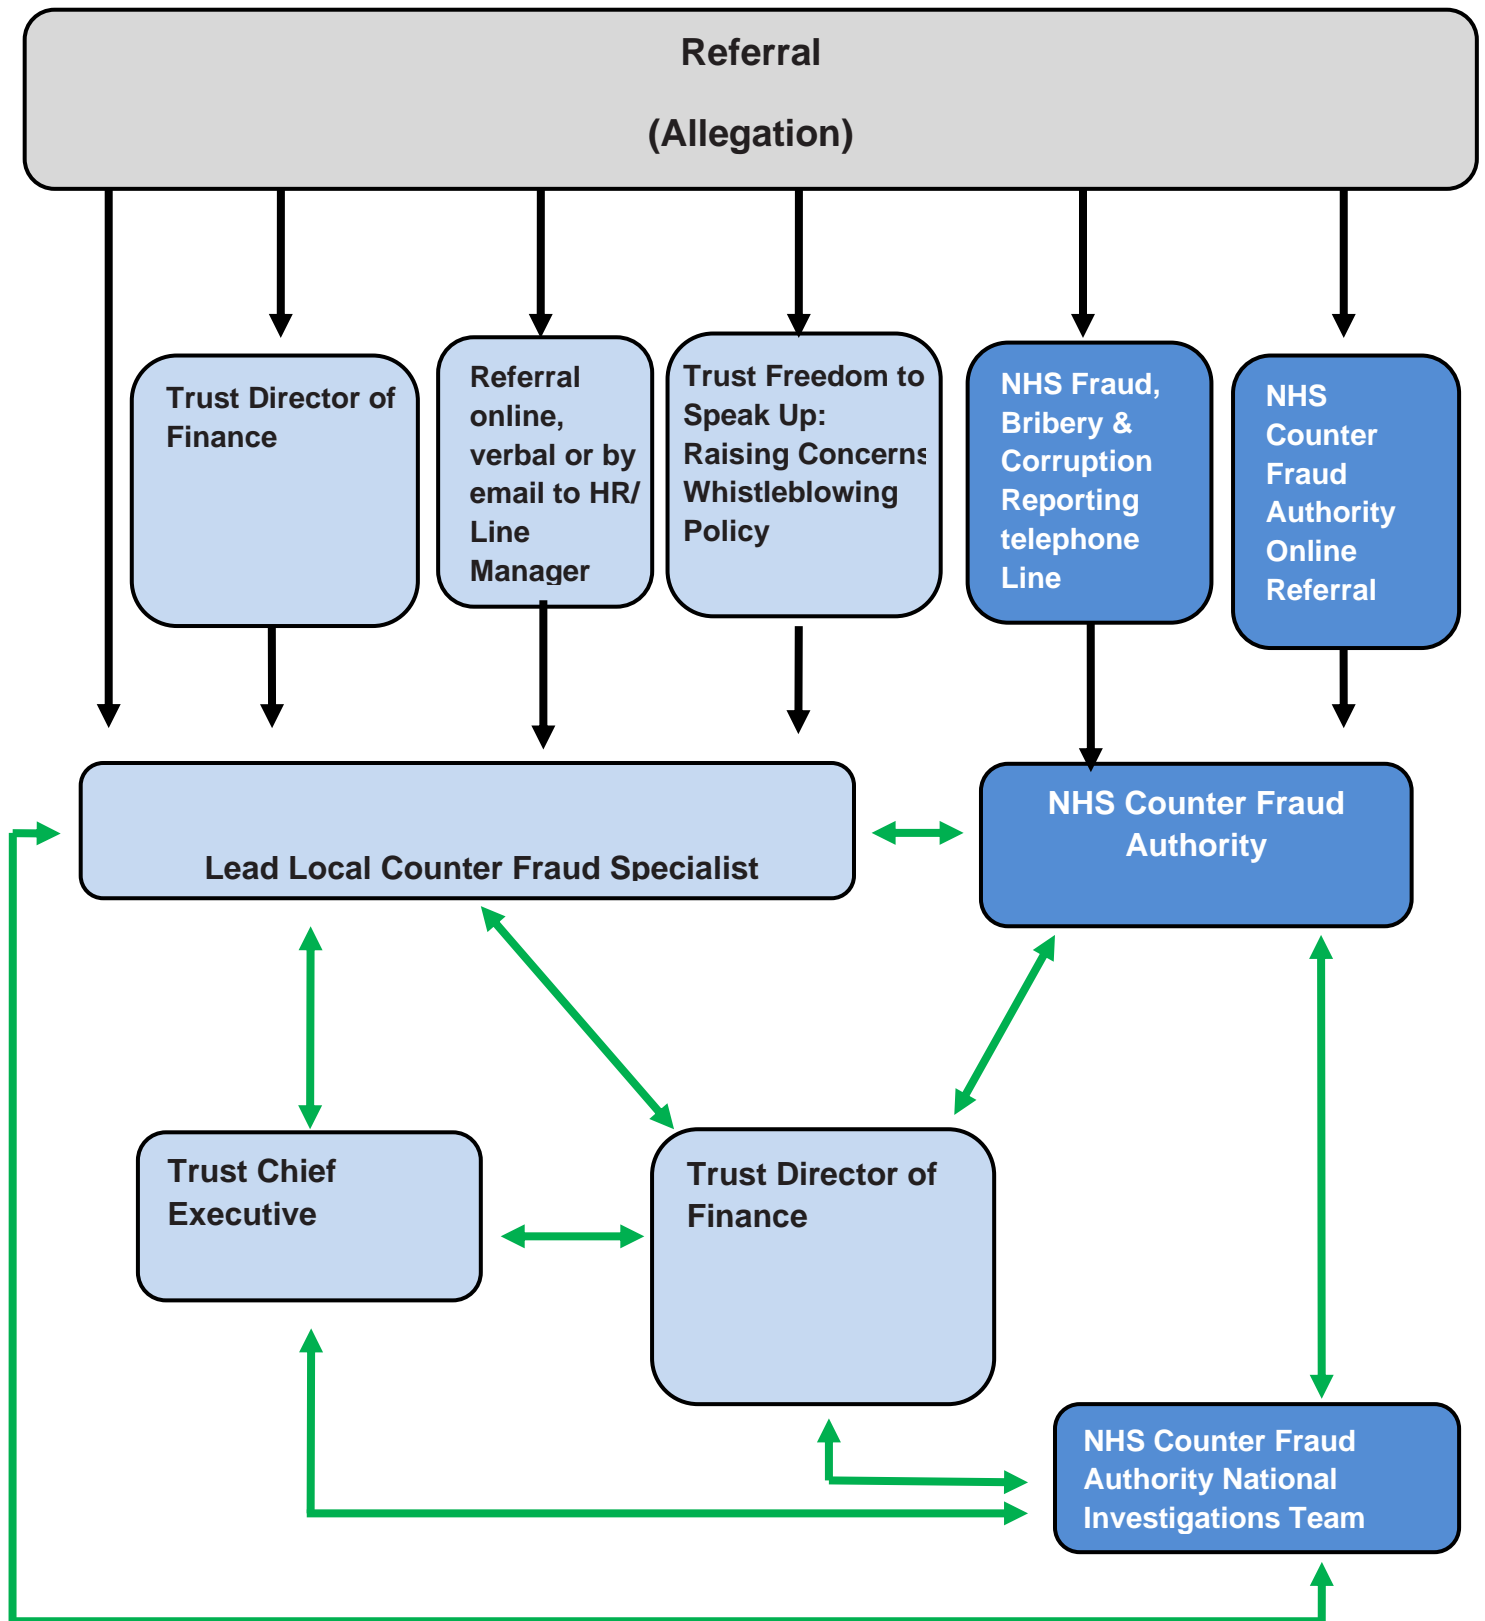 Referral
(Allegation)
Trust Director of
Finance
Referral
online,
verbal or by
email to HR/
Line
Manager
Trust Freedom to
Speak Up:
Raising Concerns
Whistleblowing
Policy
NHS Fraud,
Bribery &
Corruption
Reporting
telephone
Line
NHS
Counter
Fraud
Authority
Online
Referral
Lead Local Counter Fraud Specialist
NHS Counter Fraud
Authority
Trust Chief
Executive
Trust Director of
Finance
NHS Counter Fraud
Authority National
Investigations Team